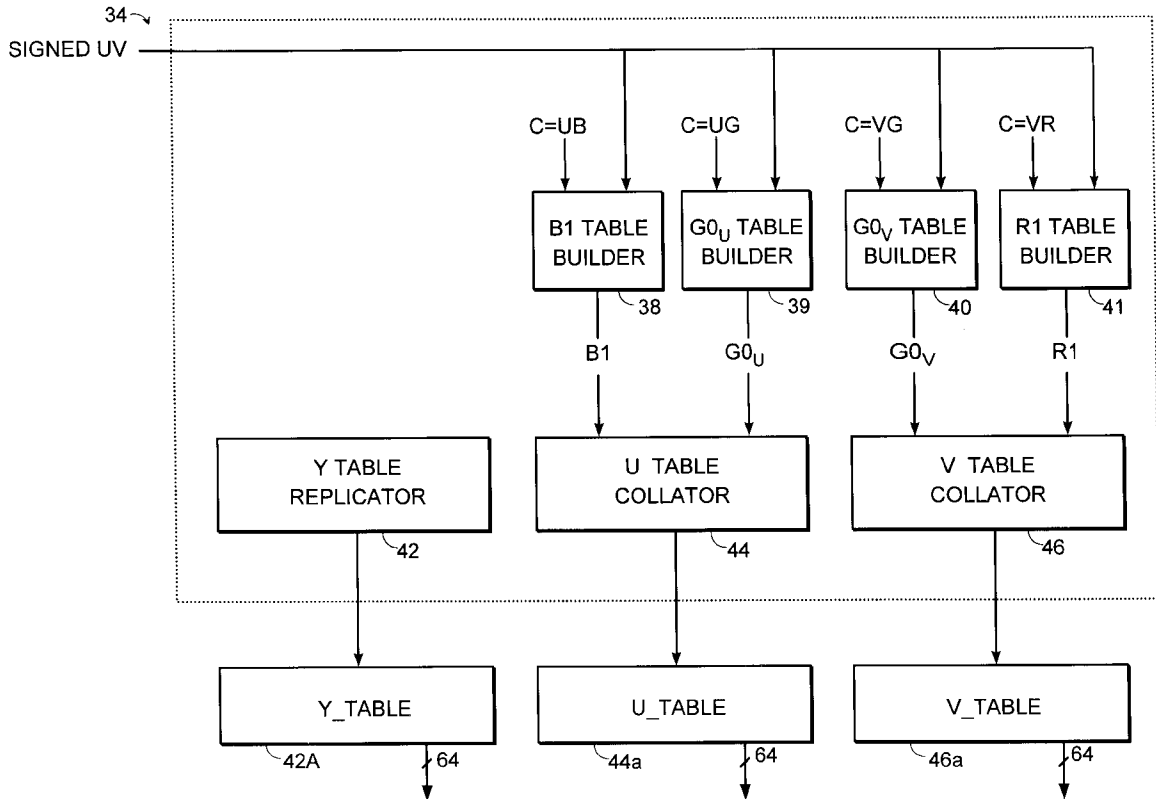 34
SIGNED UV
C=UB C=UG C=VG C=VR
B1 TABLE BUILDER
38
G0U TABLE BUILDER
39
G0V TABLE BUILDER
40
R1 TABLE BUILDER
41
B1 G0U G0V R1
Y TABLE REPLICATOR
42
U TABLE COLLATOR
44
V TABLE COLLATOR
46
Y_TABLE
42A
64
U_TABLE
44a
64
V_TABLE
46a
64